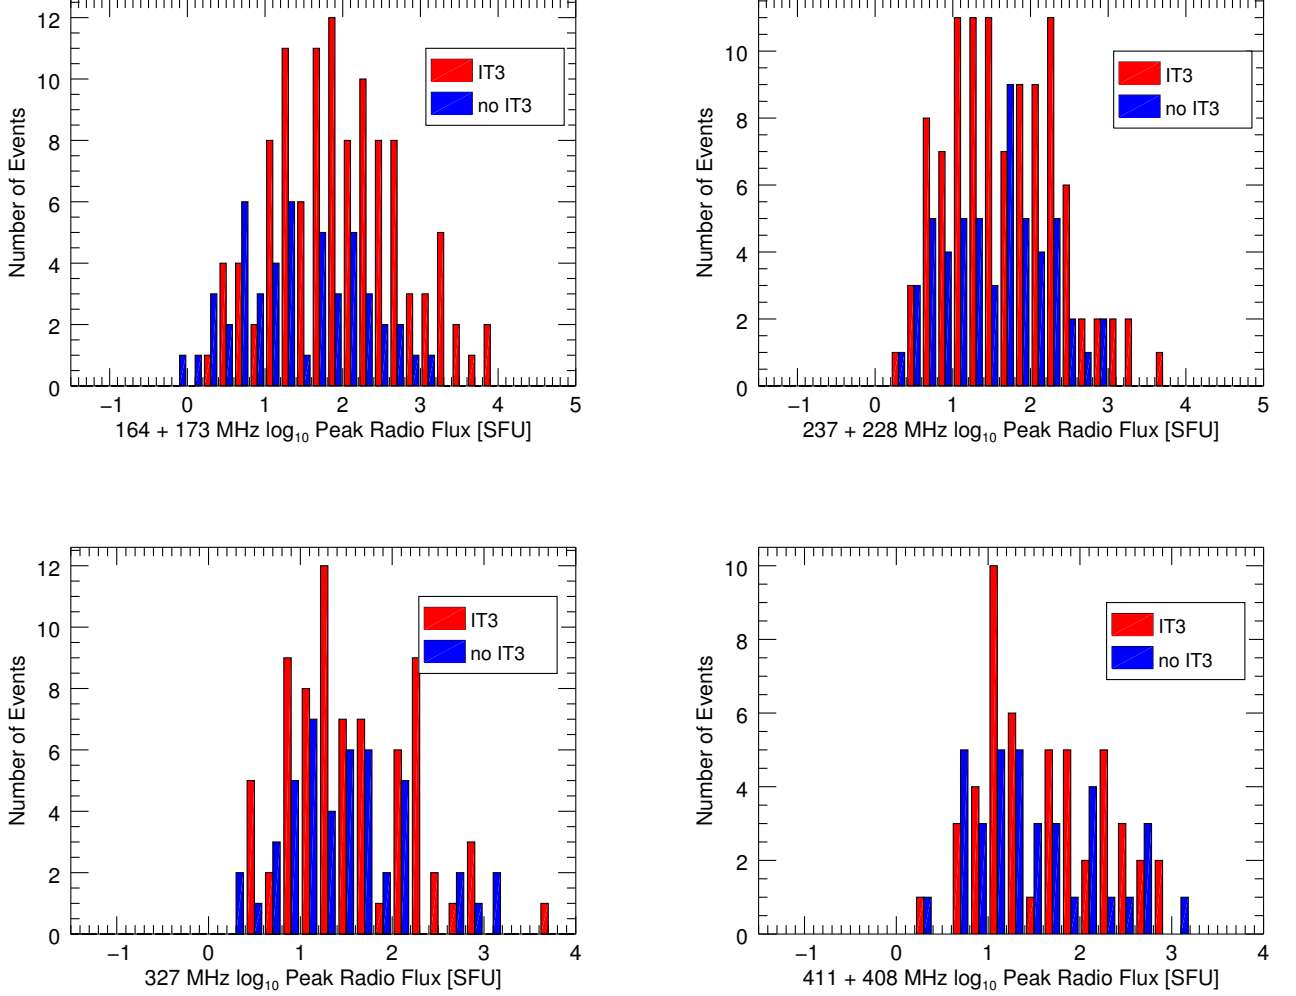 12
10
8
6
4
2
0
Number of Events
IT3
no IT3
−1 0 1 2 3 4 5
164 + 173 MHz log10 Peak Radio Flux [SFU]
10
8
6
4
2
0
Number of Events
IT3
no IT3
−1 0 1 2 3 4 5
237 + 228 MHz log10 Peak Radio Flux [SFU]
12
10
8
6
4
2
0
Number of Events
IT3
no IT3
−1 0 1 2 3 4
327 MHz log10 Peak Radio Flux [SFU]
10
8
6
4
2
0
Number of Events
IT3
no IT3
−1 0 1 2 3 4
411 + 408 MHz log10 Peak Radio Flux [SFU]